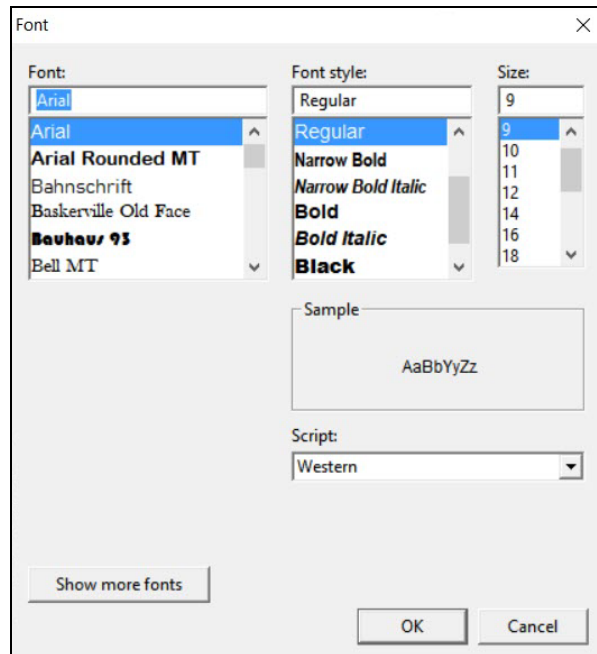 Font
Font:
Arial
Arial
Arial Rounded MT
Bahnschrift
Baskerville Old Face
Bauhaus 93
Bell MT
Font style:
Regular
Regular
Narrow Bold
Narrow Bold Italic
Bold
Bold Italic
Black
Size:
9
9
10
11
12
14
16
18
Sample
AaBbYyZz
Script:
Western
Show more fonts
OK
Cancel